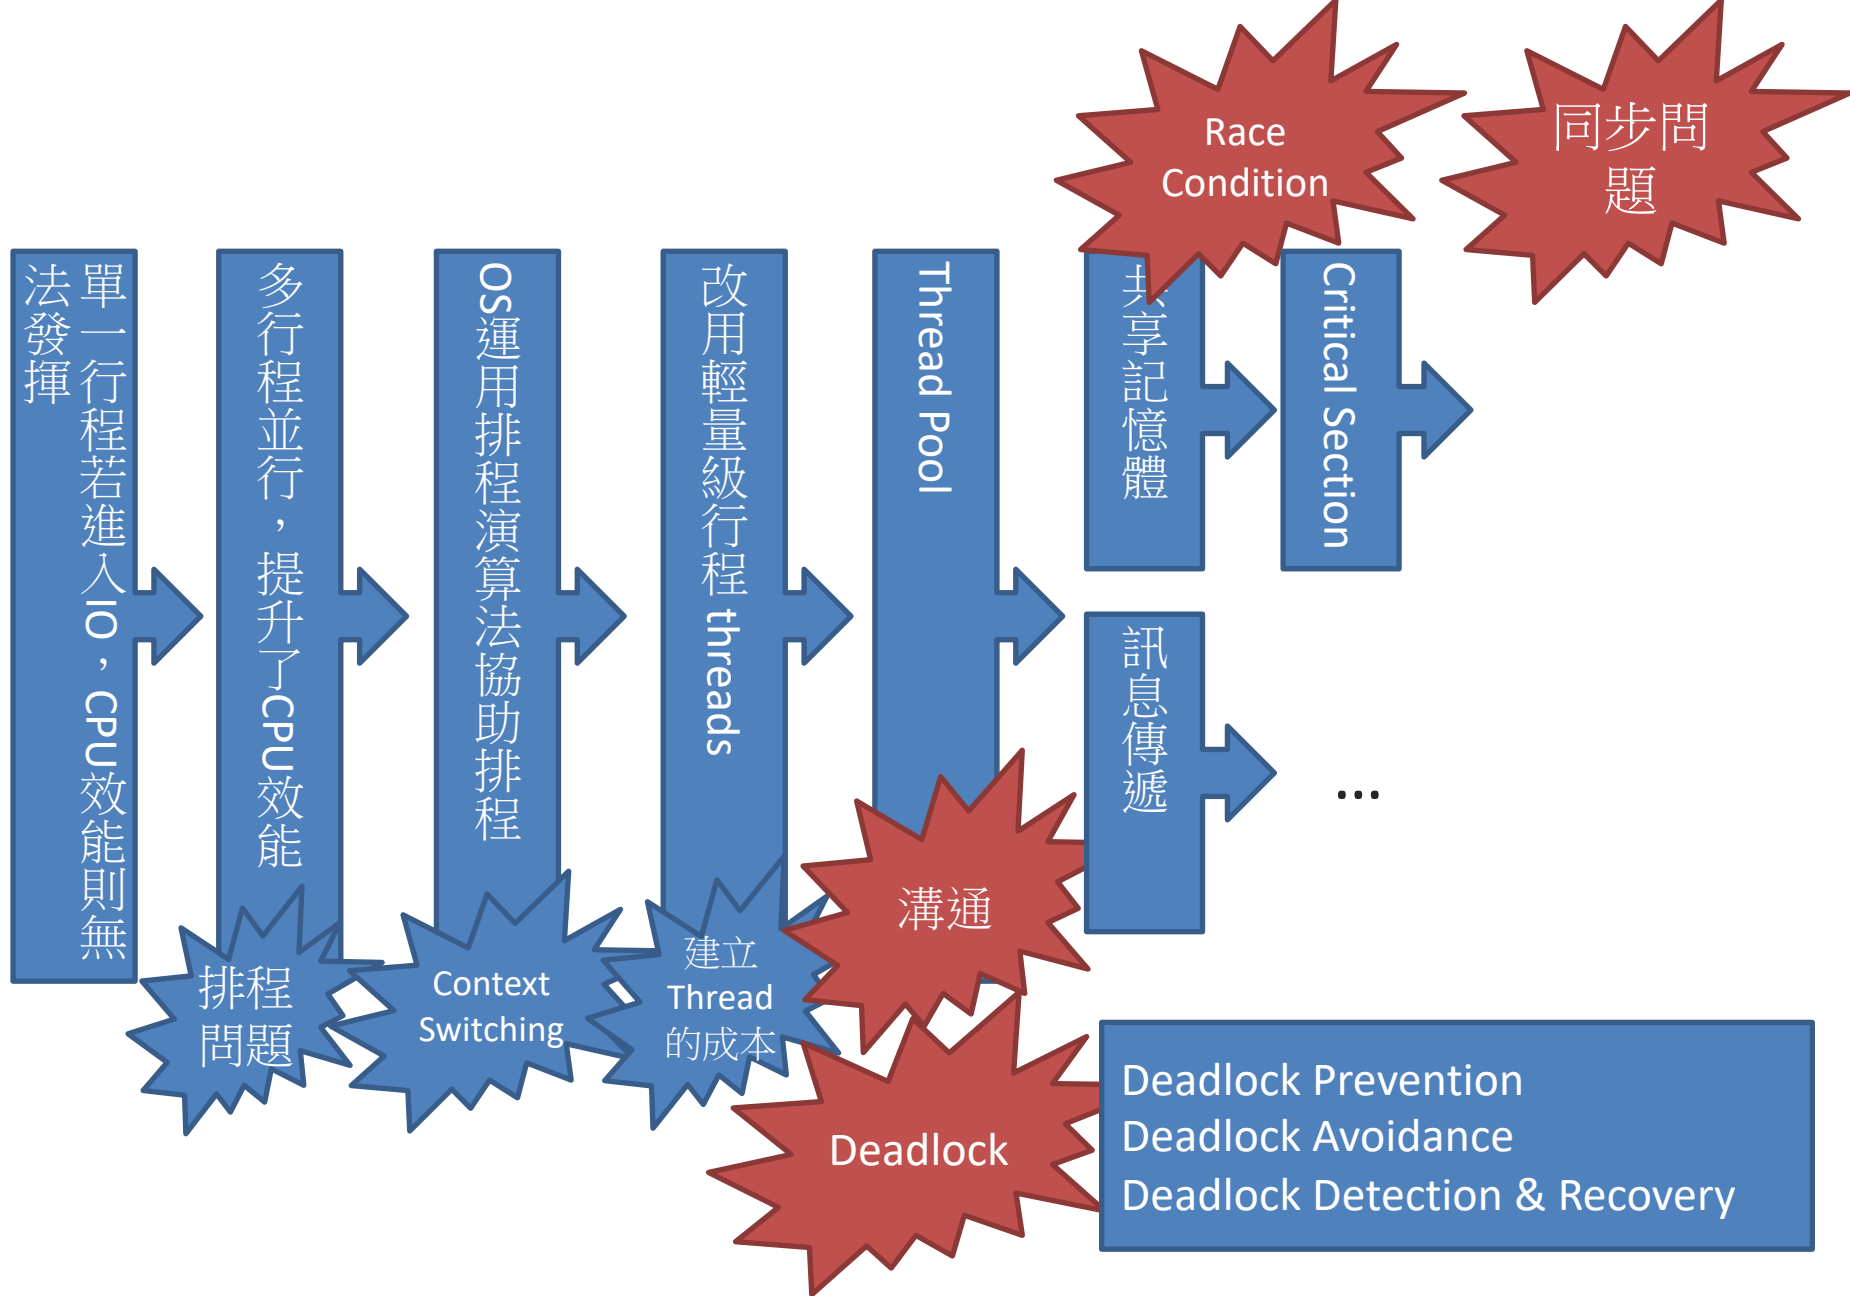 單一行程若進入IO，CPU效能則無
法發揮
多行程並行，提升了CPU效能
OS運用排程演算法協助排程
改用輕量級行程 threads
Thread Pool
共享記憶體
Critical Section
訊息傳遞
...
Race
Condition
同步問
題
排程
問題
Context
Switching
建立
Thread
的成本
溝通
Deadlock
Deadlock Prevention
Deadlock Avoidance
Deadlock Detection & Recovery